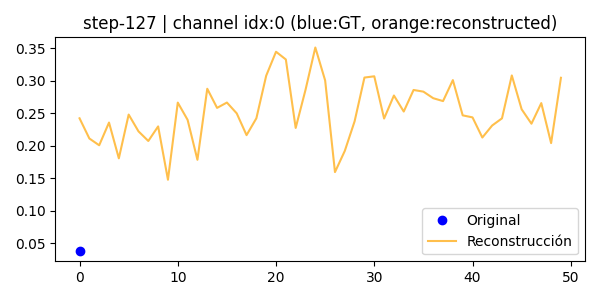 step-127 | channel idx:0 (blue:GT, orange:reconstructed)
0.35
0.30
0.25
0.20
0.15
0.10
0.05
Original
Reconstrucción
0 10 20 30 40 50